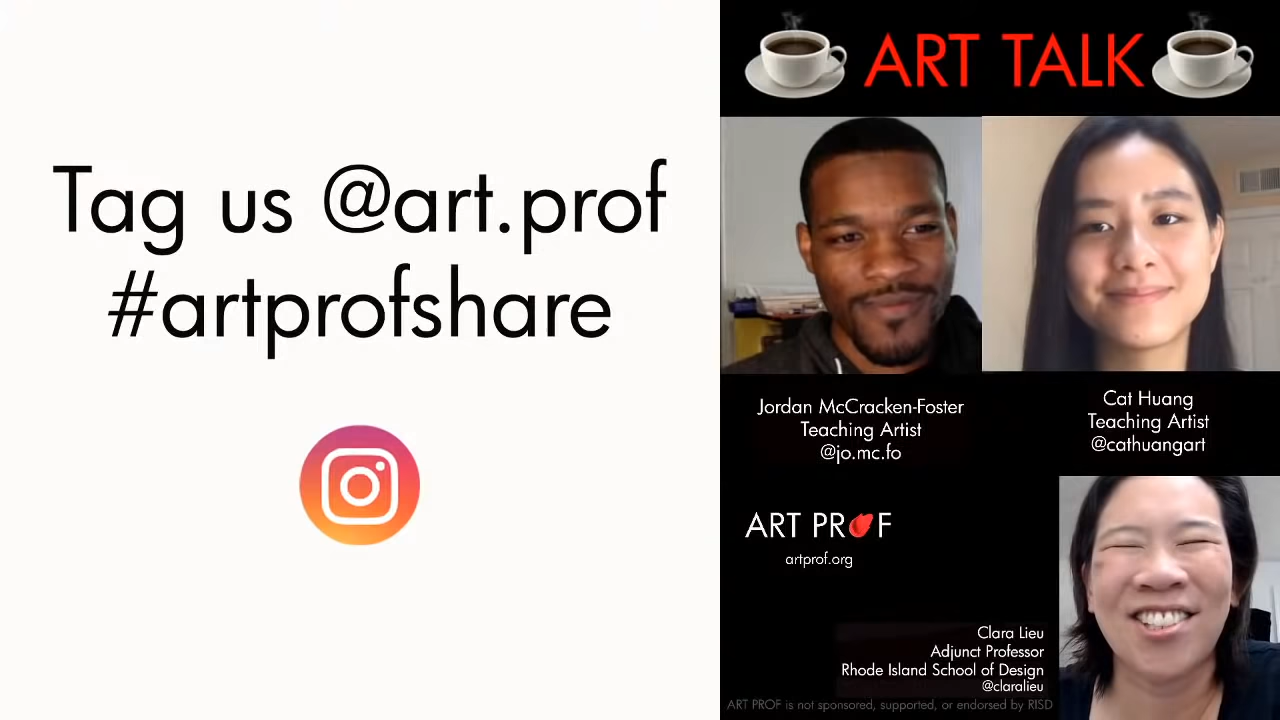 Tag us @art.prof
#artprofshare
ART TALK
Jordan McCracken-Foster
Teaching Artist
@jo.mc.fo
Cat Huang
Teaching Artist
@cathuangart
ART PROF
artprof.org
Clara Lieu
Adjunct Professor
Rhode Island School of Design
@claralieu
ART PROF is not sponsored, supported, or endorsed by RISD